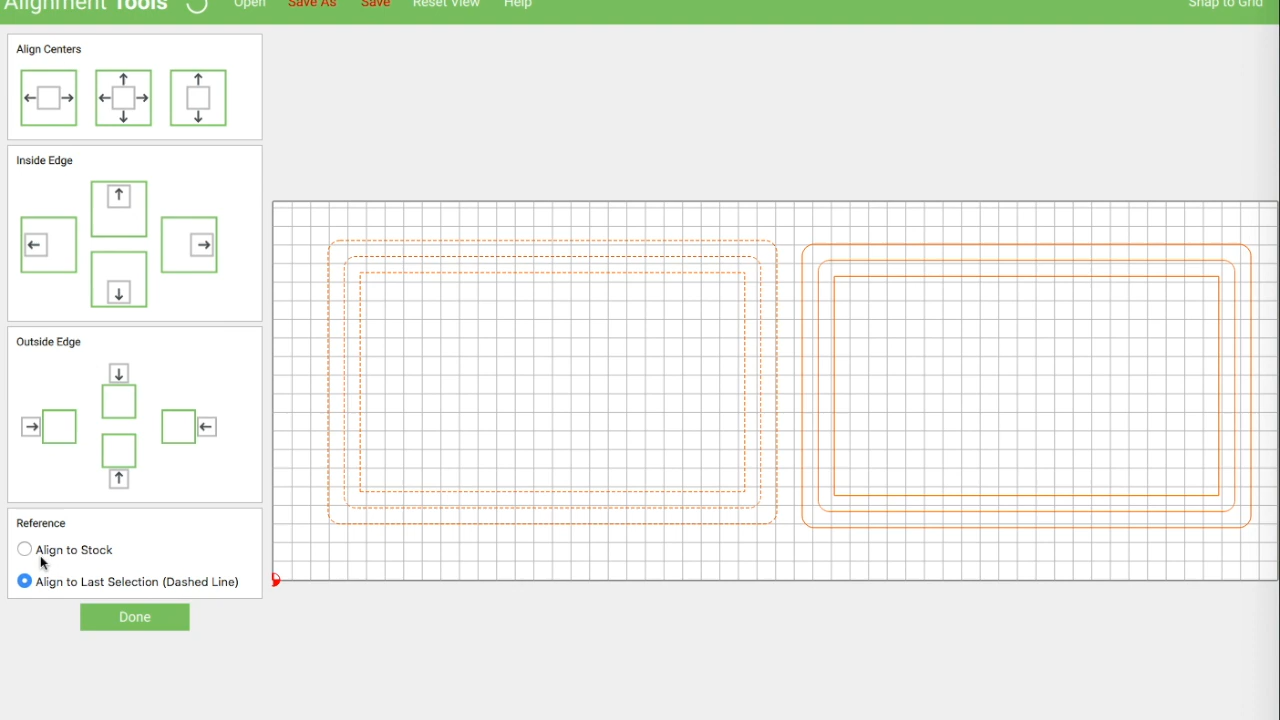 Alignment Tools Open Save As Save Reset View Help Snap to Grid
Align Centers
Inside Edge
Outside Edge
Reference
Align to Stock
Align to Last Selection (Dashed Line)
Done